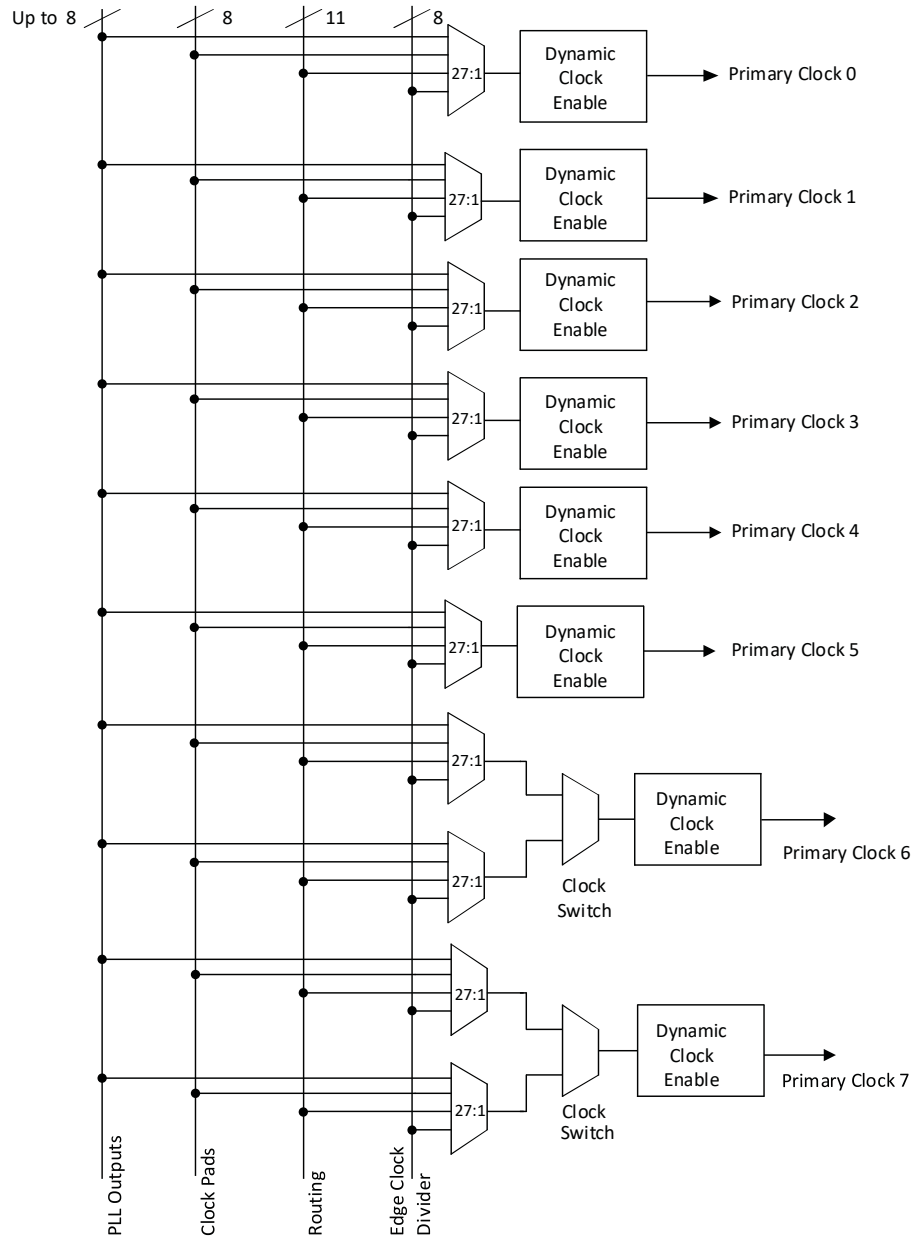 Up to 8
8
11
8
27:1
Dynamic
Clock
Enable
Primary Clock 0
27:1
Dynamic
Clock
Enable
Primary Clock 1
27:1
Dynamic
Clock
Enable
Primary Clock 2
27:1
Dynamic
Clock
Enable
Primary Clock 3
27:1
Dynamic
Clock
Enable
Primary Clock 4
27:1
Dynamic
Clock
Enable
Primary Clock 5
27:1
27:1
Clock
Switch
Dynamic
Clock
Enable
Primary Clock 6
27:1
27:1
Clock
Switch
Dynamic
Clock
Enable
Primary Clock 7
PLL Outputs
Clock Pads
Routing
Edge Clock
Divider